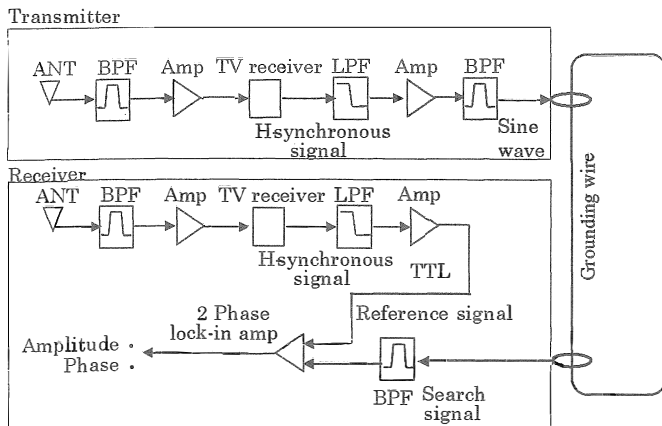 Transmitter
ANT BPF Amp TV receiver LPF Amp BPF
H-synchronous
signal
Sine
wave
Receiver
ANT BPF Amp TV receiver LPF Amp
H-synchronous
signal
TTL
2 Phase
lock-in amp
Reference signal
Amplitude
Phase
BPF
Search
signal
Grounding wire